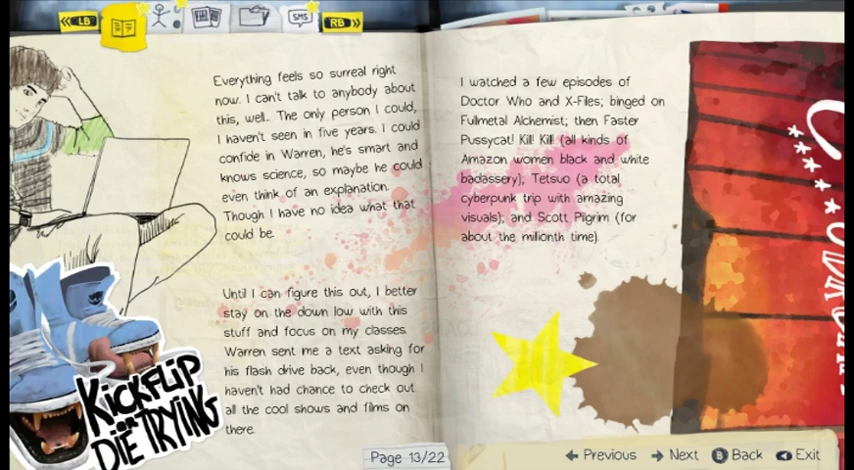 LB
SMS
RB
Everything feels so surreal right
now. I can't talk to anybody about
this, well.. The only person I could,
I haven't seen in five years. I could
confide in Warren, he's smart and
knows science, so maybe he could
even think of an explanation.
Though I have no idea what that
could be.
Until I can figure this out, I better
stay on the down low with this
stuff and focus on my classes.
Warren sent me a text asking for
his flash drive back, even though I
haven't had chance to check out
all the cool shows and films on
there.
KICKFLIP
OR
DIE TRYING
I watched a few episodes of
Doctor Who and X-Files; binged on
Fullmetal Alchemist; then Faster
Pussycat! Kill! Kill! (all kinds of
Amazon women black and white
badassery); Tetsuo (a total
cyberpunk trip with amazing
visuals); and Scott Pilgrim (for
about the millionth time).
Page 13/22
Previous
Next
B Back
Exit